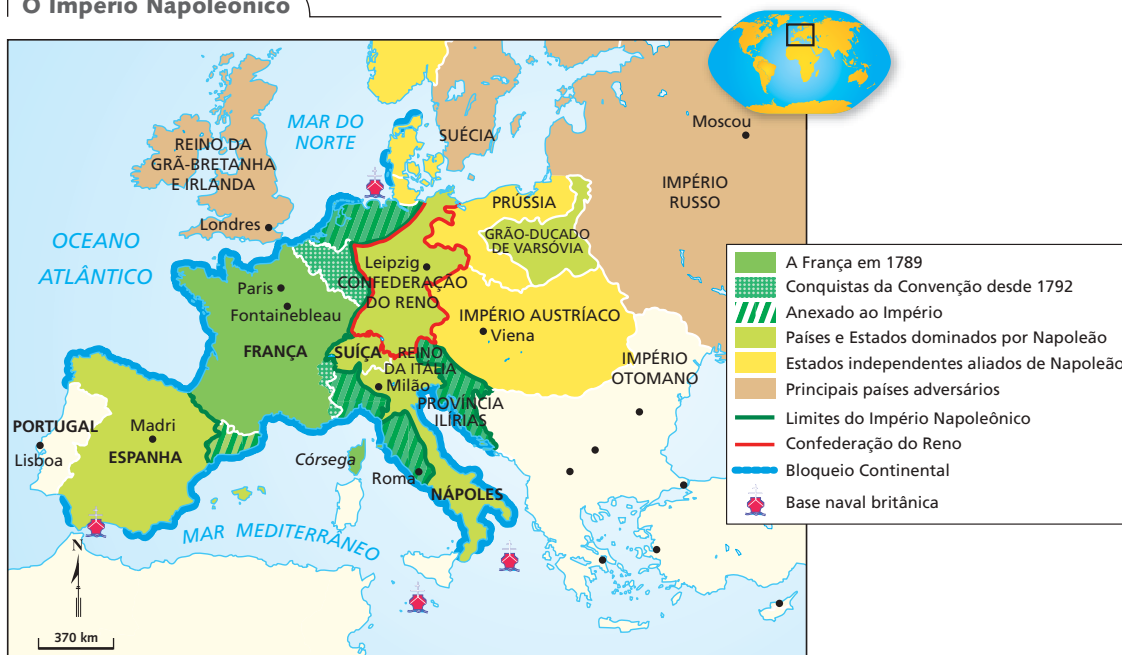 O Império Napoleônico
MAR DO
NORTE
SUÉCIA
Moscou
REINO DA
GRÃ-BRETANHA
E IRLANDA
IMPÉRIO
RUSSO
PRÚSSIA
Londres
GRÃO-DUCADO
DE VARSÓVIA
OCEANO
ATLÂNTICO
Leipzig
CONFEDERAÇÃO
DO RENO
Paris
Fontainebleau
IMPÉRIO AUSTRÍACO
Viena
FRANÇA
SUÍÇA
REINO
DA ITÁLIA
Milão
IMPÉRIO
OTOMANO
PROVÍNCIA
ILÍRIAS
PORTUGAL
Lisboa
Madri
ESPANHA
Córsega
Roma
NÁPOLES
MAR MEDITERRÂNEO
N
370 km
A França em 1789
Conquistas da Convenção desde 1792
Anexado ao Império
Países e Estados dominados por Napoleão
Estados independentes aliados de Napoleão
Principais países adversários
Limites do Império Napoleônico
Confederação do Reno
Bloqueio Continental
Base naval britânica